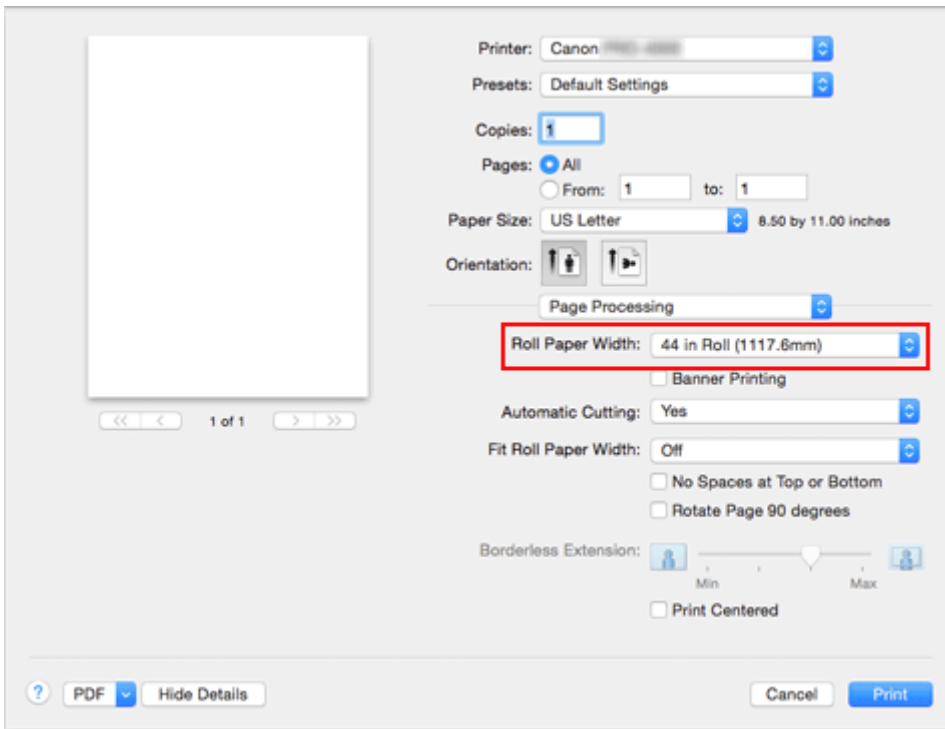 Printer: Canon
Presets: Default Settings
Copies: 1
Pages: All
From: 1 to: 1
Paper Size: US Letter 8.50 by 11.00 inches
Orientation:
Page Processing
Roll Paper Width: 44 in Roll (1117.6mm)
Banner Printing
<< < 1 of 1 > >>
Automatic Cutting: Yes
Fit Roll Paper Width: Off
No Spaces at Top or Bottom
Rotate Page 90 degrees
Borderless Extension:
Min Max
Print Centered
? PDF Hide Details Cancel Print